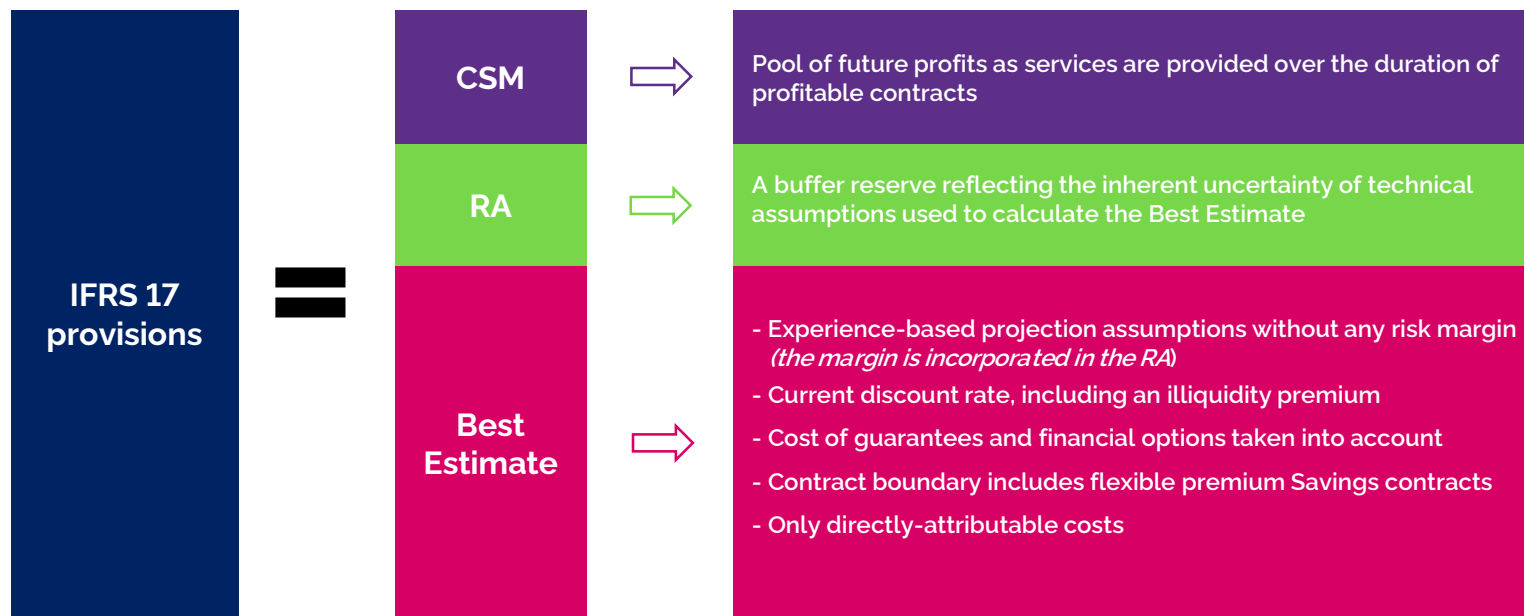 IFRS 17
provisions
CSM
Pool of future profits as services are provided over the duration of
profitable contracts
RA
A buffer reserve reflecting the inherent uncertainty of technical
assumptions used to calculate the Best Estimate
Best
Estimate
- Experience-based projection assumptions without any risk margin
(the margin is incorporated in the RA)
- Current discount rate, including an illiquidity premium
- Cost of guarantees and financial options taken into account
- Contract boundary includes flexible premium Savings contracts
- Only directly-attributable costs